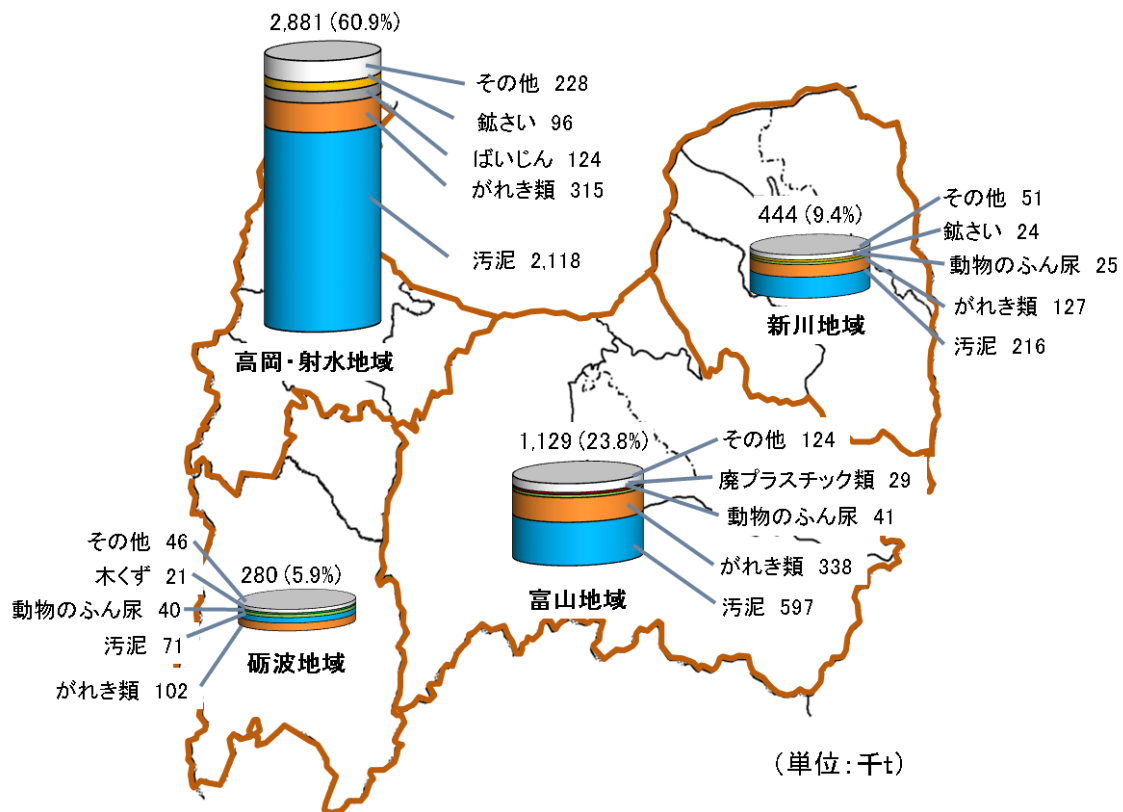 2,881 (60.9%)
その他 228
鉱さい 96
ばいじん 124
がれき類 315
汚泥 2,118
高岡・射水地域
444 (9.4%)
その他 51
鉱さい 24
動物のふん尿 25
がれき類 127
汚泥 216
新川地域
1,129 (23.8%)
その他 124
廃プラスチック類 29
動物のふん尿 41
がれき類 338
汚泥 597
富山地域
280 (5.9%)
その他 46
木くず 21
動物のふん尿 40
汚泥 71
がれき類 102
砺波地域
(単位:千t)